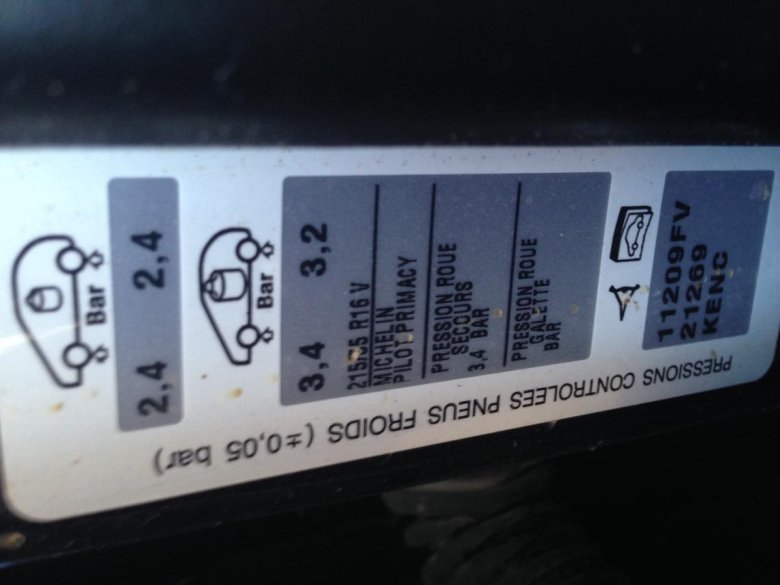 Bar
2,4 2,4
Bar
3,4 3,2
215/55 R16 V
MICHELIN
PILOT PRIMACY
PRESSION ROUE
SECOURS
3,4 BAR
PRESSION ROUE
GALETTE
BAR
11209FV
21269
KENC
PRESSIONS CONTROLEES PNEUS FROIDS (±0,05 bar)